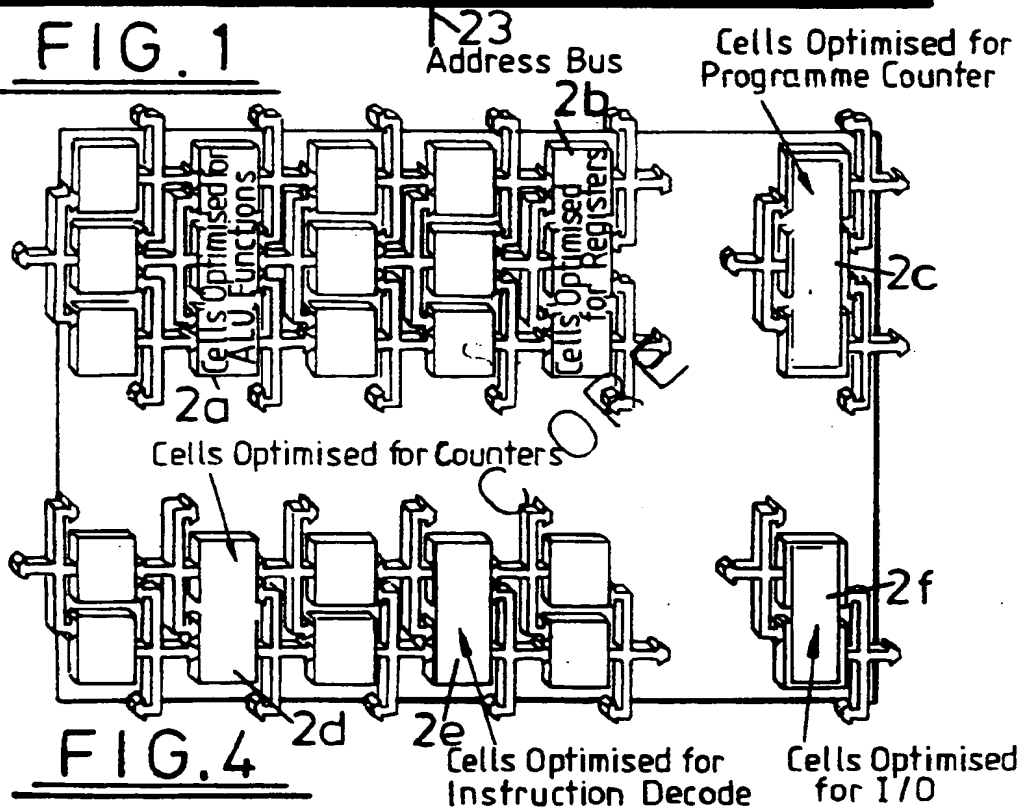 FIG.1
23
Address Bus
Cells Optimised for
Programme Counter
2b
Cells Optimised for
ALU Functions
Cells Optimised
for Registers
2c
2a
Cells Optimised for Counters
2f
2d
2e
FIG.4
Cells Optimised for
Instruction Decode
Cells Optimised
for I/O